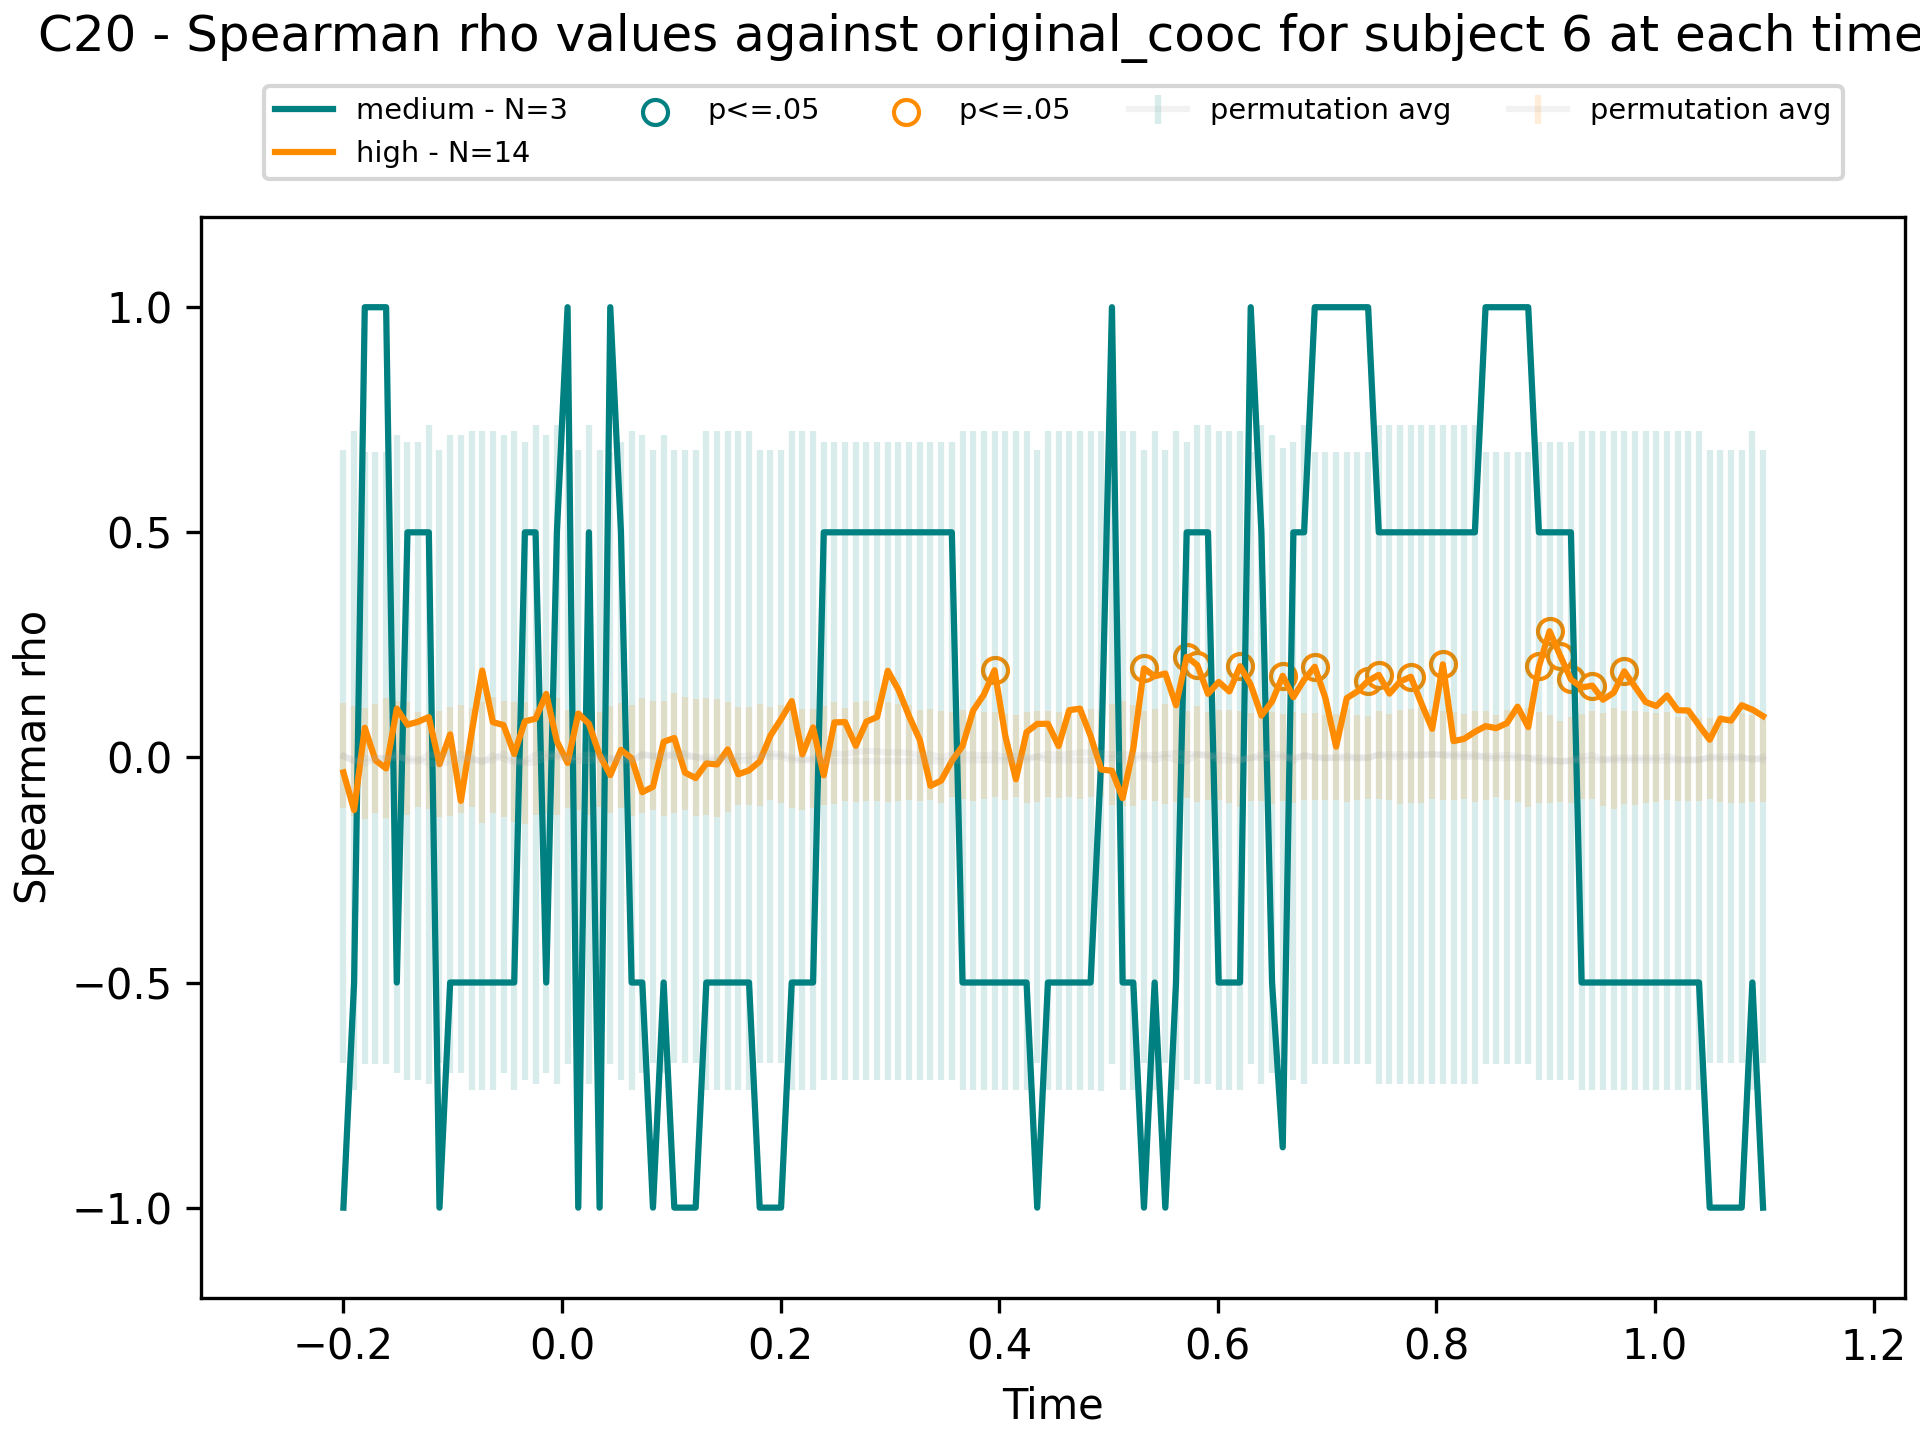 C20 - Spearman rho values against original_cooc for subject 6 at each time
medium - N=3
high - N=14
p<=.05
p<=.05
permutation avg
permutation avg
1.0
0.5
0.0
−0.5
−1.0
Spearman rho
−0.2 0.0 0.2 0.4 0.6 0.8 1.0 1.2
Time